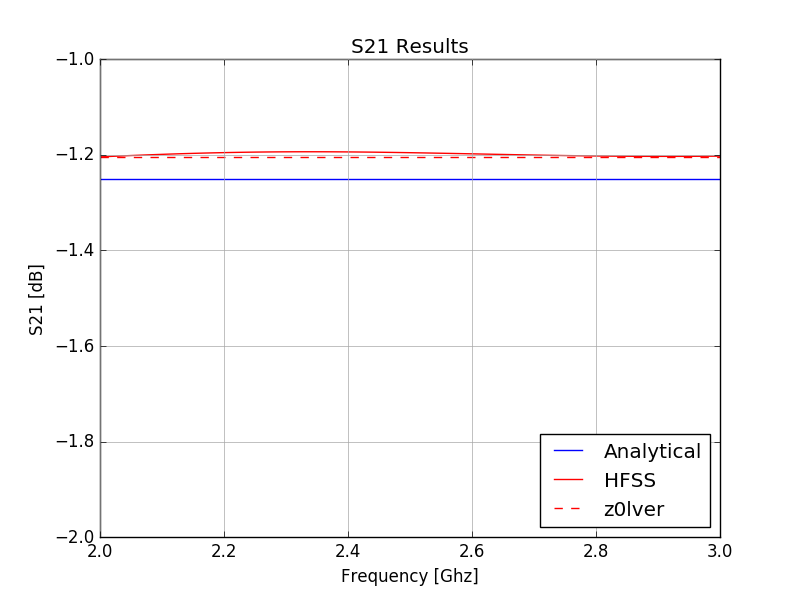 S21 Results
−1.0
−1.2
−1.4
−1.6
−1.8
−2.0
S21 [dB]
2.0 2.2 2.4 2.6 2.8 3.0
Frequency [Ghz]
Analytical
HFSS
z0lver